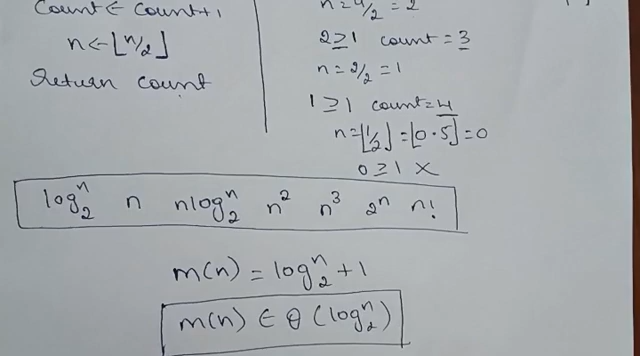 Count ← Count+1
n ← ⌊n/2⌋
Return count
n=4/2 = 2
2≥1 count = 3
n = 2/2 = 1
1≥1 count=4
n=⌊1/2⌋=⌊0.5⌋=0
0≥1 ×
log₂ⁿ n nlog₂ⁿ n² n³ 2ⁿ n!
m(n) = log₂ⁿ + 1
m(n) ∈ θ (log₂ⁿ)